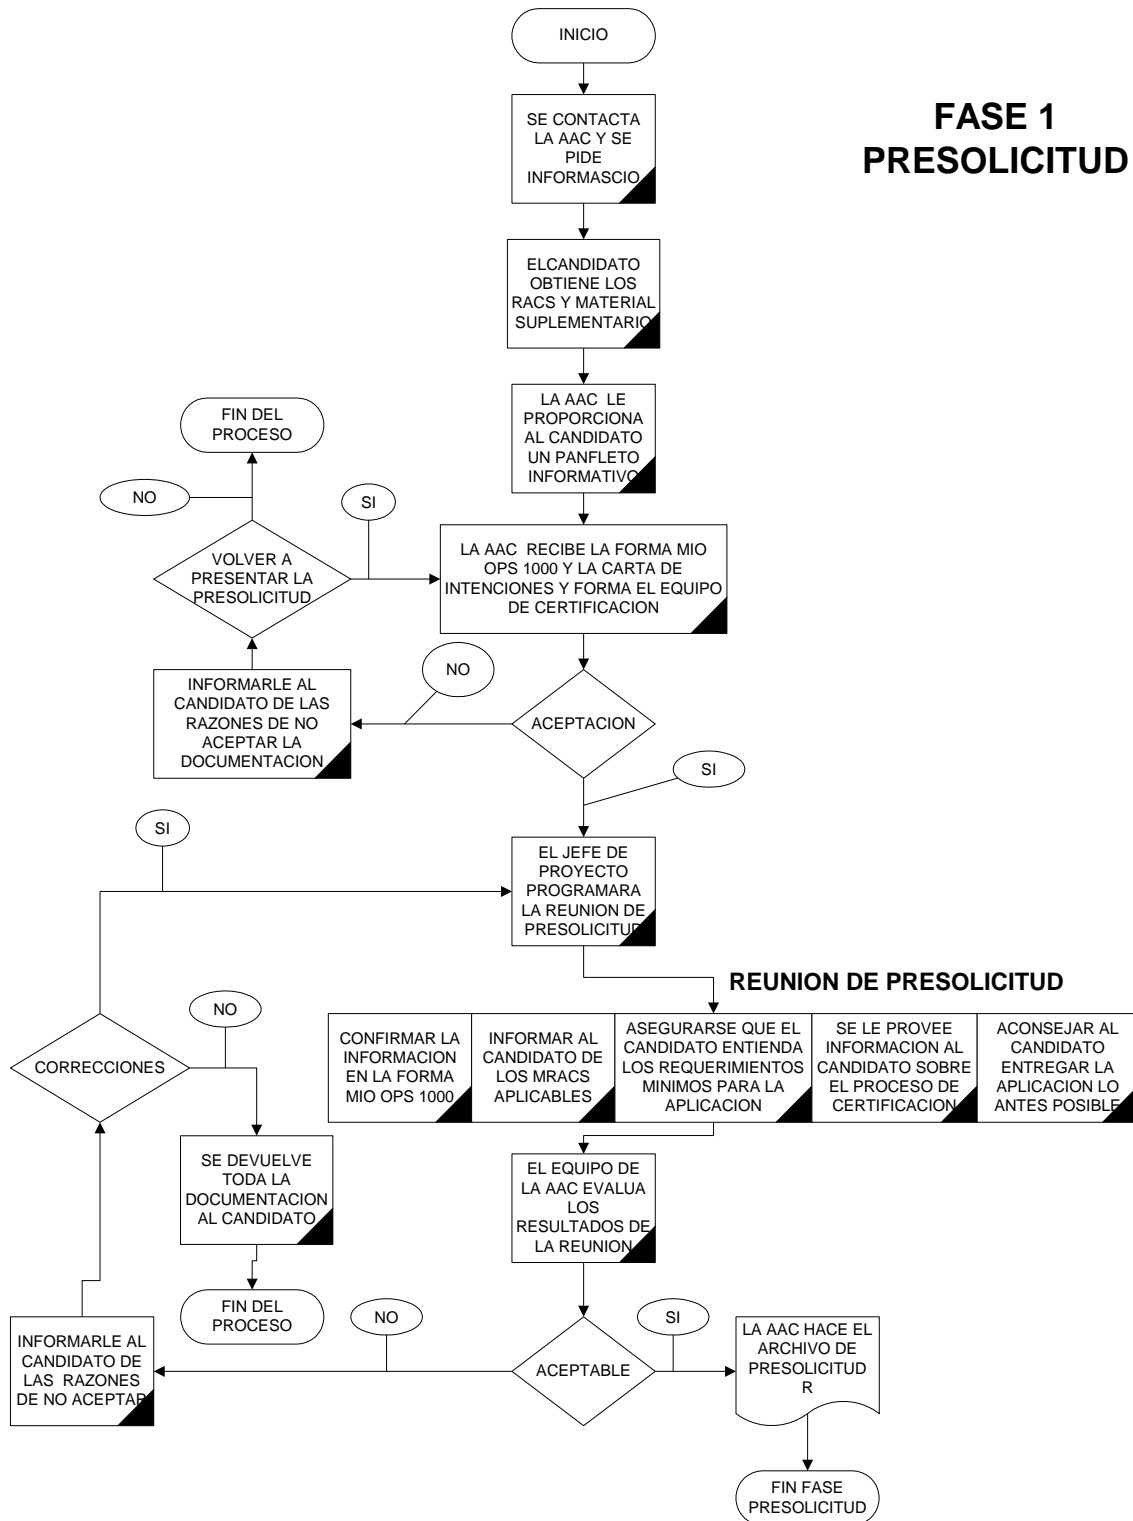 INICIO
FASE 1
PRESOLICITUD
SE CONTACTA
LA AAC Y SE
PIDE
INFORMASCIO
ELCANDIDATO
OBTIENE LOS
RACS Y MATERIAL
SUPLEMENTARIO
LA AAC LE
PROPORCIONA
AL CANDIDATO
UN PANFLETO
INFORMATIVO
FIN DEL
PROCESO
NO
SI
VOLVER A
PRESENTAR LA
PRESOLICITUD
LA AAC RECIBE LA FORMA MIO
OPS 1000 Y LA CARTA DE
INTENCIONES Y FORMA EL EQUIPO
DE CERTIFICACION
NO
INFORMARLE AL
CANDIDATO DE LAS
RAZONES DE NO
ACEPTAR LA
DOCUMENTACION
ACEPTACION
SI
SI
EL JEFE DE
PROYECTO
PROGRAMARA
LA REUNION DE
PRESOLICITUD
REUNION DE PRESOLICITUD
NO
CORRECCIONES
CONFIRMAR LA
INFORMACION
EN LA FORMA
MIO OPS 1000
INFORMAR AL
CANDIDATO DE
LOS MRACS
APLICABLES
ASEGURARSE QUE EL
CANDIDATO ENTIENDA
LOS REQUERIMIENTOS
MINIMOS PARA LA
APLICACION
SE LE PROVEE
INFORMACION AL
CANDIDATO SOBRE
EL PROCESO DE
CERTIFICACION
ACONSEJAR AL
CANDIDATO
ENTREGAR LA
APLICACION LO
ANTES POSIBLE
SE DEVUELVE
TODA LA
DOCUMENTACION
AL CANDIDATO
EL EQUIPO DE
LA AAC EVALUA
LOS
RESULTADOS DE
LA REUNION
FIN DEL
PROCESO
NO
SI
INFORMARLE AL
CANDIDATO DE
LAS RAZONES
DE NO ACEPTAR
ACEPTABLE
LA AAC HACE EL
ARCHIVO DE
PRESOLICITUD
R
FIN FASE
PRESOLICITUD